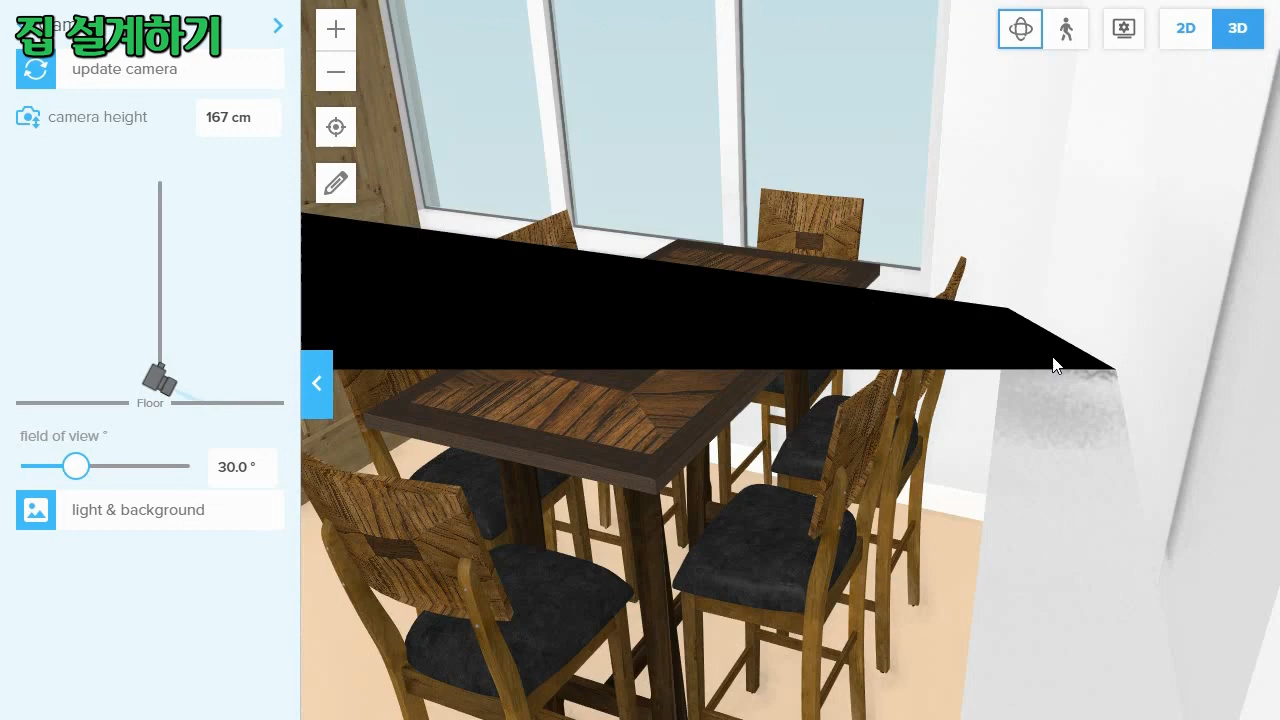 집 설계하기
update camera
camera height
167 cm
Floor
field of view °
30.0 °
light & background
2D
3D